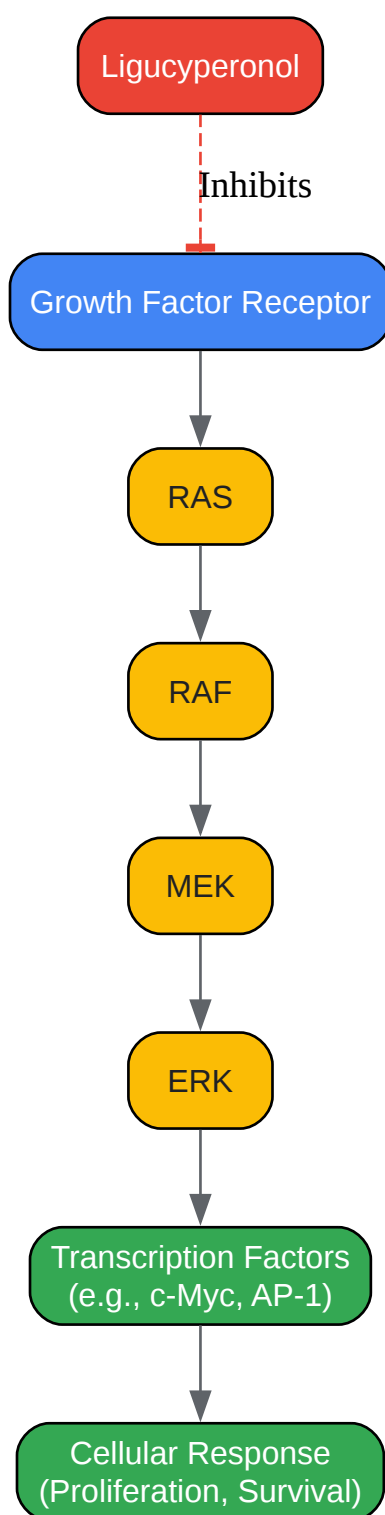 Ligucyperonol
Inhibits
Growth Factor Receptor
RAS
RAF
MEK
ERK
Transcription Factors
(e.g., c-Myc, AP-1)
Cellular Response
(Proliferation, Survival)